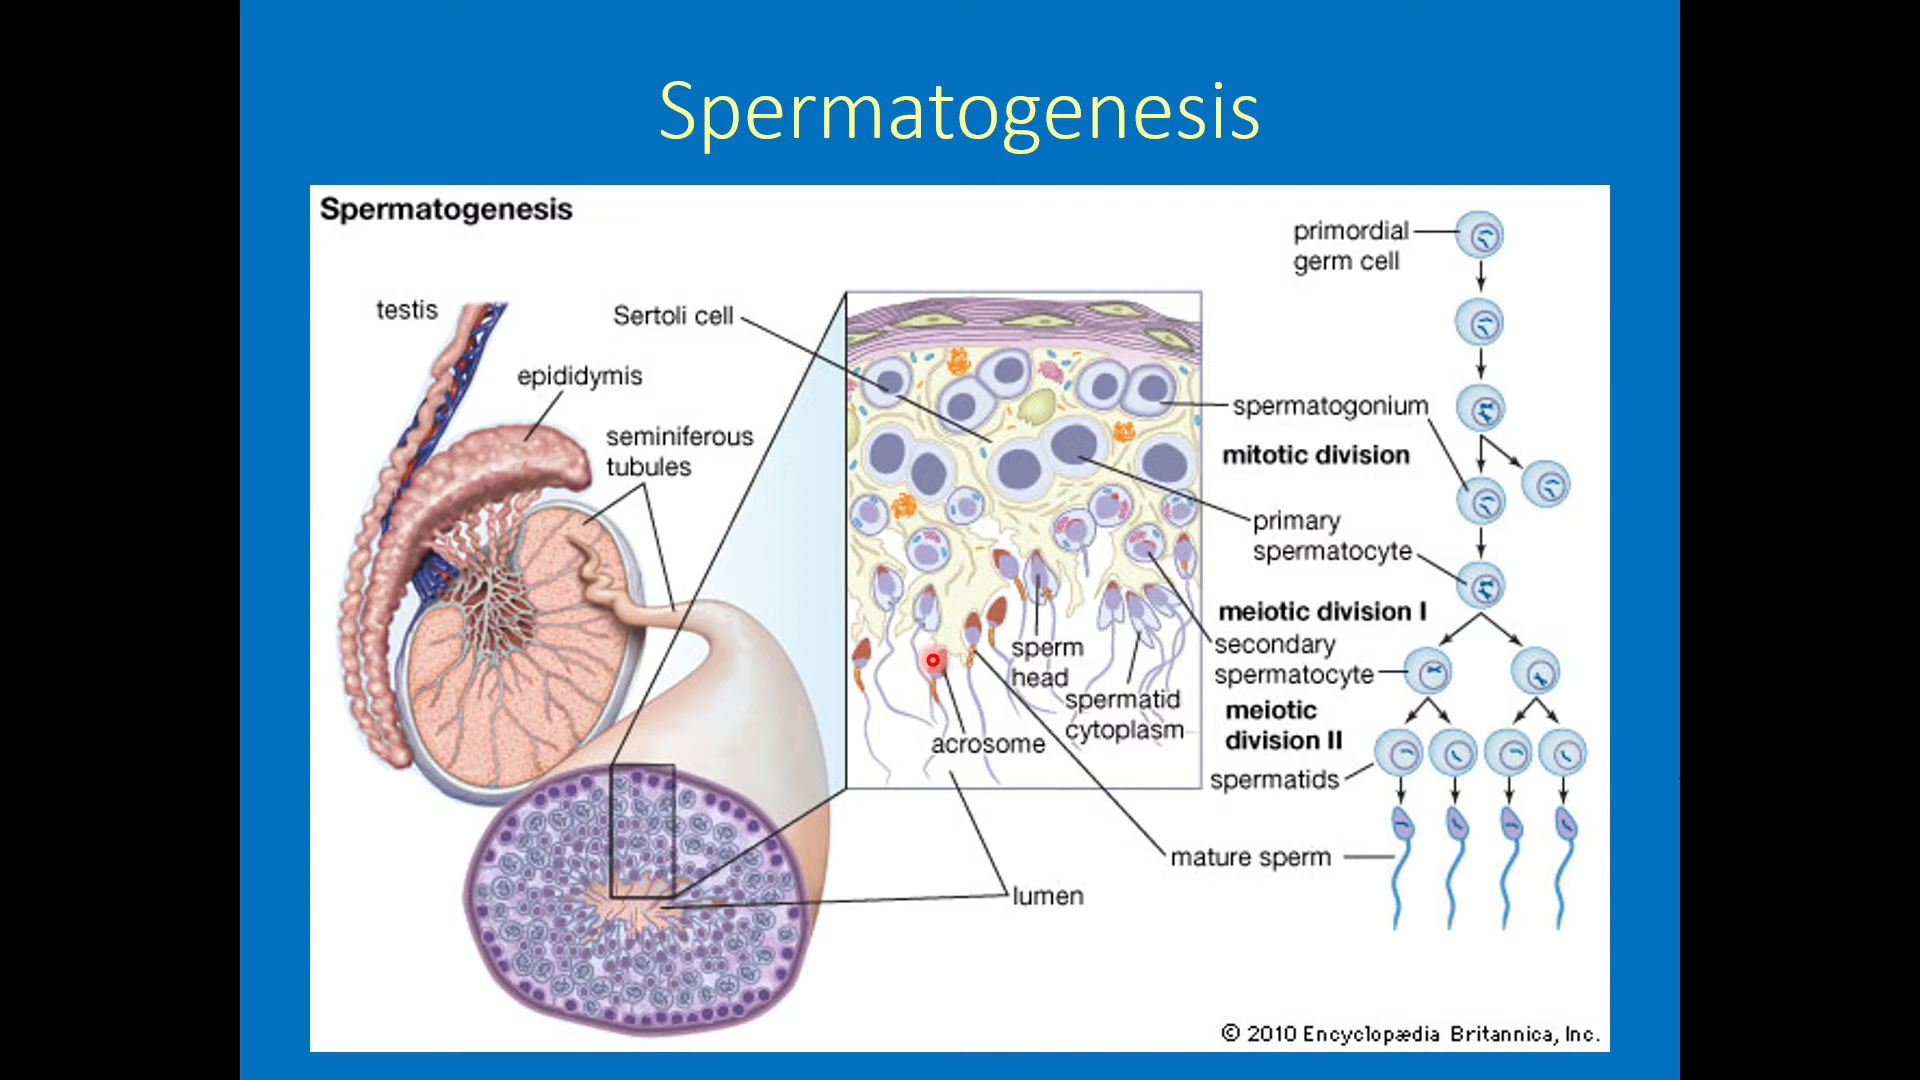 Spermatogenesis
Spermatogenesis
testis
epididymis
seminiferous
tubules
Sertoli cell
sperm
head
spermatid
cytoplasm
acrosome
lumen
primordial
germ cell
spermatogonium
mitotic division
primary
spermatocyte
meiotic division I
secondary
spermatocyte
meiotic
division II
spermatids
mature sperm
© 2010 Encyclopædia Britannica, Inc.